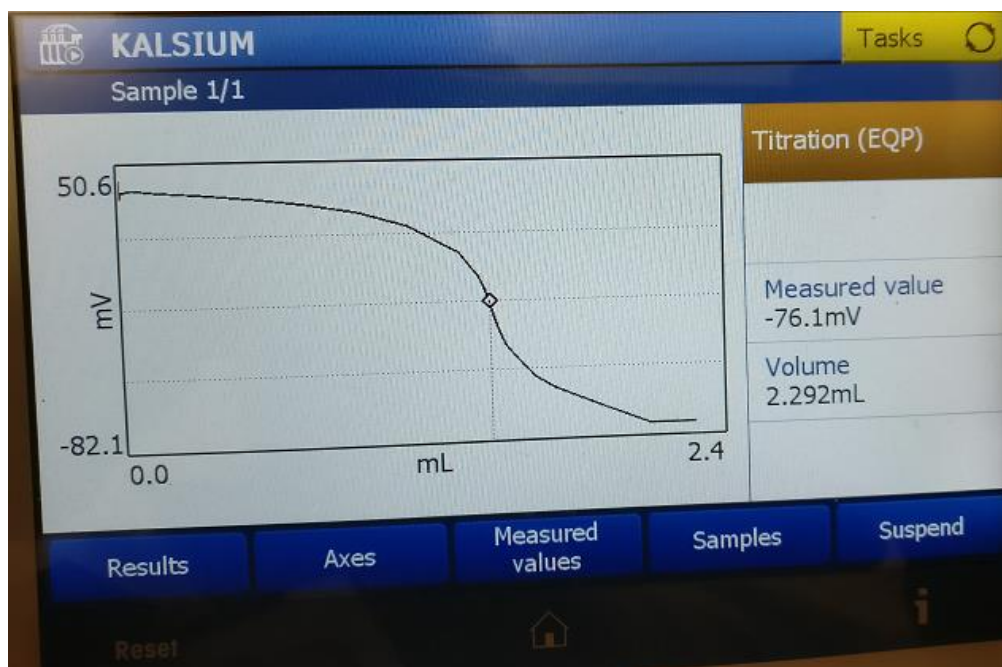 KALSIUM
Tasks
Sample 1/1
Titration (EQP)
50.6
mV
-82.1
0.0
mL
2.4
Measured value
-76.1mV
Volume
2.292mL
Results
Axes
Measured
values
Samples
Suspend
Reset
i